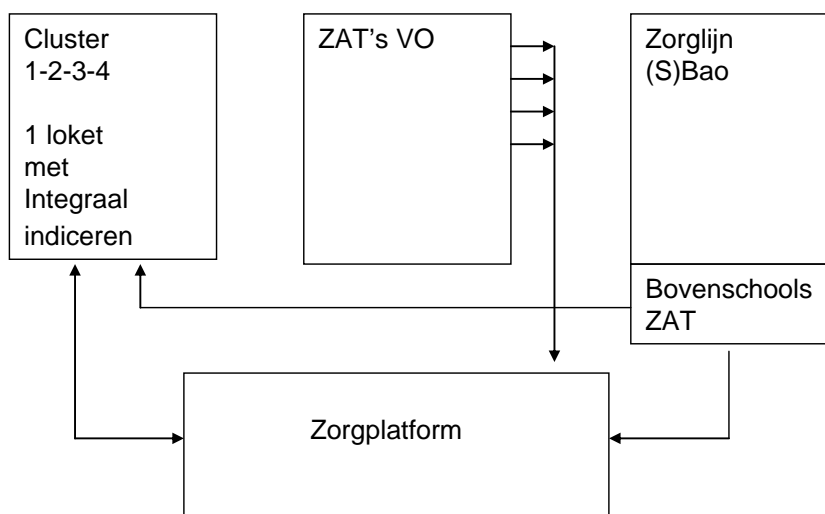 Cluster
1-2-3-4
1 loket
met
Integraal
indiceren
ZAT's VO
Zorglijn
(S)Bao
Bovenschools
ZAT
Zorgplatform